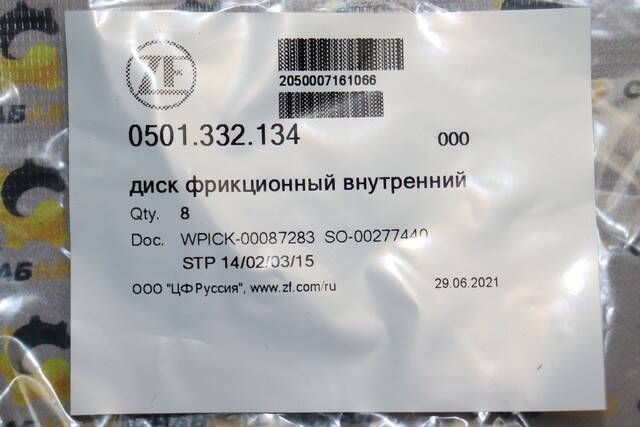 ZF
2050007161066
0501.332.134 000
диск фрикционный внутренний
Qty. 8
Doc. WPICK-00087283 SO-00277440
STP 14/02/03/15
ООО "ЦФ Руссия", www.zf.com/ru 29.06.2021